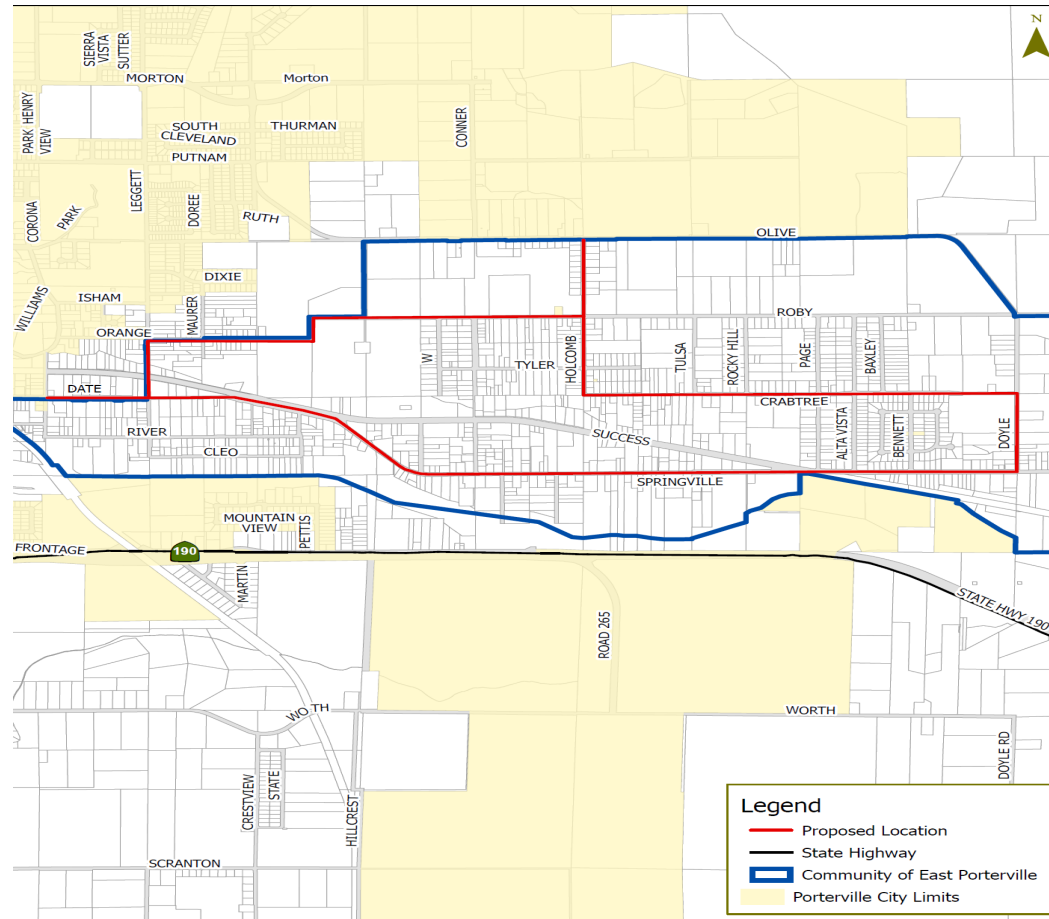 N
SIERRA
VISTA
SUTTER
MORTON
Morton
PARK HENRY
VIEW
SOUTH
CLEVELAND
THURMAN
PUTNAM
CONNER
LEGGETT
DOREE
CORONA
PARK
RUTH
OLIVE
DIXIE
WILLIAMS
ISHAM
MAURER
ORANGE
ROBY
W
TYLER
HOLCOMB
TULSA
ROCKY HILL
PAGE
BAXLEY
DATE
CRABTREE
RIVER
SUCCESS
ALTA VISTA
BENNETT
DOYLE
CLEO
SPRINGVILLE
MOUNTAIN
VIEW
PETTIS
FRONTAGE
190
MARTIN
STATE HWY 190
ROAD 265
WO TH
WORTH
DOYLE RD
CRESTVIEW
STATE
HILLCREST
SCRANTON
Legend
Proposed Location
State Highway
Community of East Porterville
Porterville City Limits